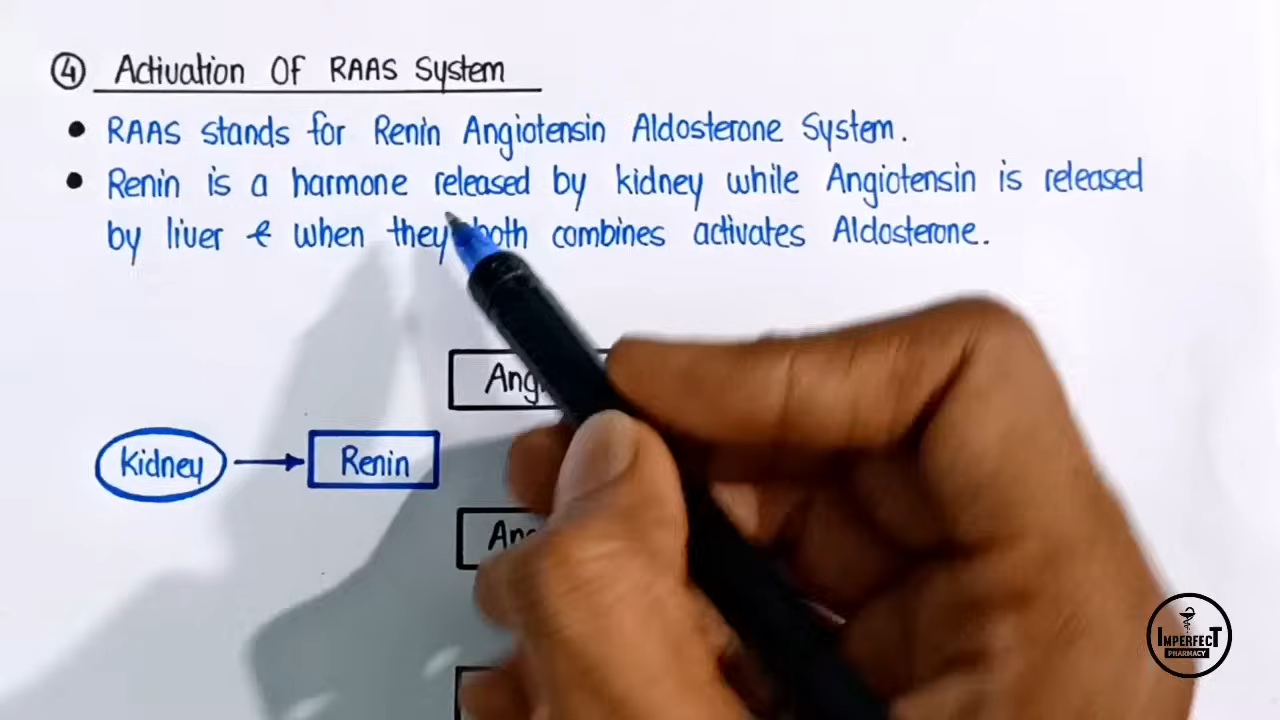 ④ Activation Of RAAS System
• RAAS stands for Renin Angiotensin Aldosterone System.
• Renin is a harmone released by kidney while Angiotensin is released
by liver & when they both combines activates Aldosterone.
Kidney → Renin
IMPERFECT
PHARMACY